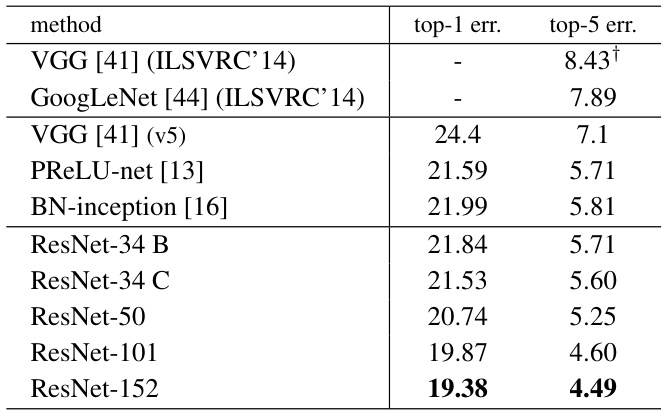 method top-1 err. top-5 err.
VGG [41] (ILSVRC’14) - 8.43†
GoogLeNet [44] (ILSVRC’14) - 7.89
VGG [41] (v5) 24.4 7.1
PReLU-net [13] 21.59 5.71
BN-inception [16] 21.99 5.81
ResNet-34 B 21.84 5.71
ResNet-34 C 21.53 5.60
ResNet-50 20.74 5.25
ResNet-101 19.87 4.60
ResNet-152 19.38 4.49